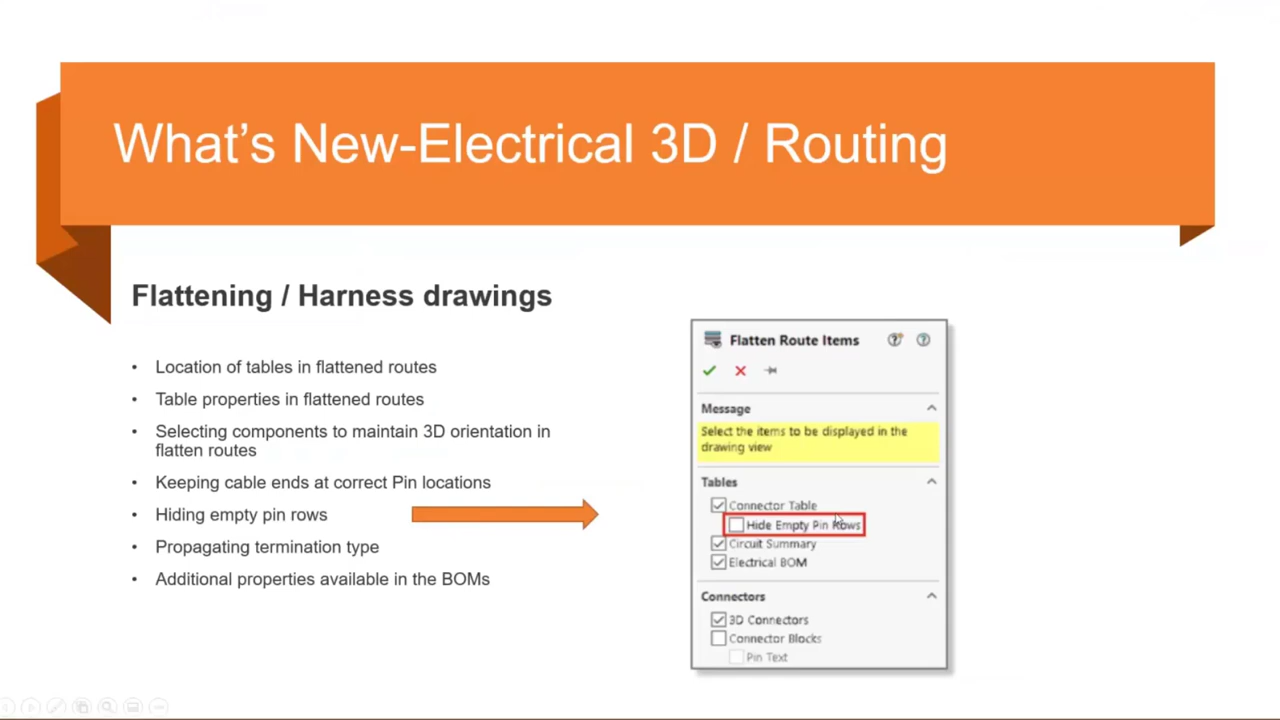 What's New-Electrical 3D / Routing
Flattening / Harness drawings
• Location of tables in flattened routes
• Table properties in flattened routes
• Selecting components to maintain 3D orientation in
flatten routes
• Keeping cable ends at correct Pin locations
• Hiding empty pin rows
• Propagating termination type
• Additional properties available in the BOMs
Flatten Route Items
Message
Select the items to be displayed in the
drawing view
Tables
Connector Table
Hide Empty Pin Rows
Circuit Summary
Electrical BOM
Connectors
3D Connectors
Connector Blocks
Pin Text